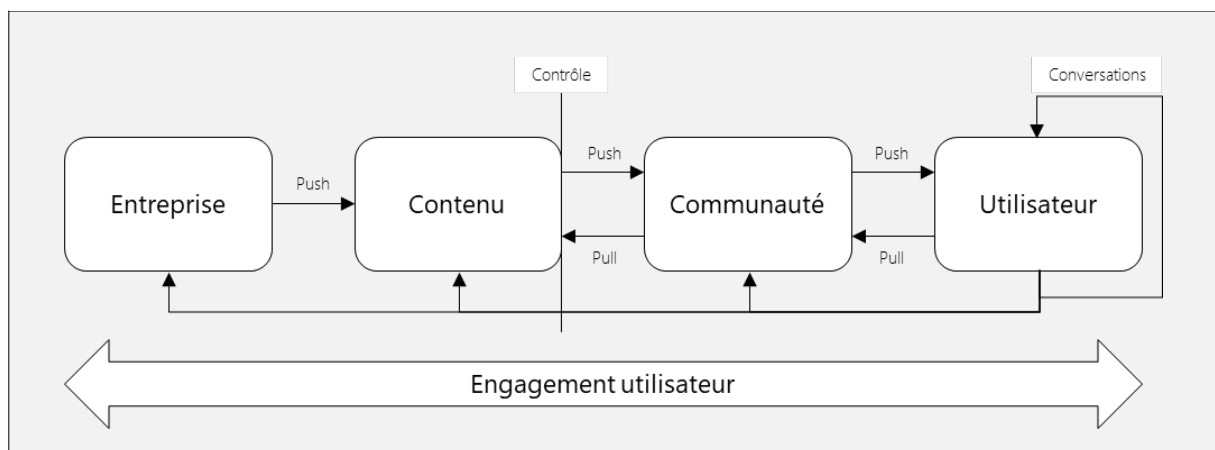 Contrôle
Conversations
Push
Push
Push
Entreprise
Contenu
Communauté
Utilisateur
Pull
Pull
Engagement utilisateur